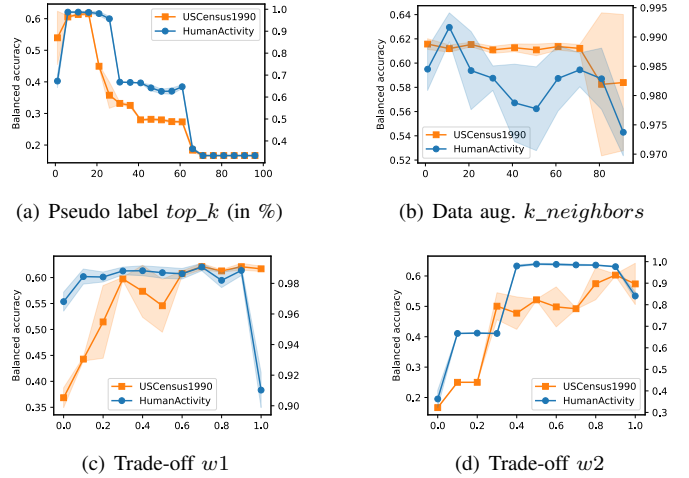 0.6
0.5
0.4
0.3
0.2
1.0
0.9
0.8
0.7
0.6
0.5
0.4
Balanced accuracy
USCensus1990
HumanActivity
0 20 40 60 80 100
(a) Pseudo label top_k (in %)
0.64
0.62
0.60
0.58
0.56
0.54
0.52
0.995
0.990
0.985
0.980
0.975
0.970
Balanced accuracy
USCensus1990
HumanActivity
0 20 40 60 80
(b) Data aug. k_neighbors
0.60
0.55
0.50
0.45
0.40
0.35
0.98
0.96
0.94
0.92
0.90
Balanced accuracy
USCensus1990
HumanActivity
0.0 0.2 0.4 0.6 0.8 1.0
(c) Trade-off w1
0.6
0.5
0.4
0.3
0.2
1.0
0.9
0.8
0.7
0.6
0.5
0.4
0.3
Balanced accuracy
USCensus1990
HumanActivity
0.0 0.2 0.4 0.6 0.8 1.0
(d) Trade-off w2